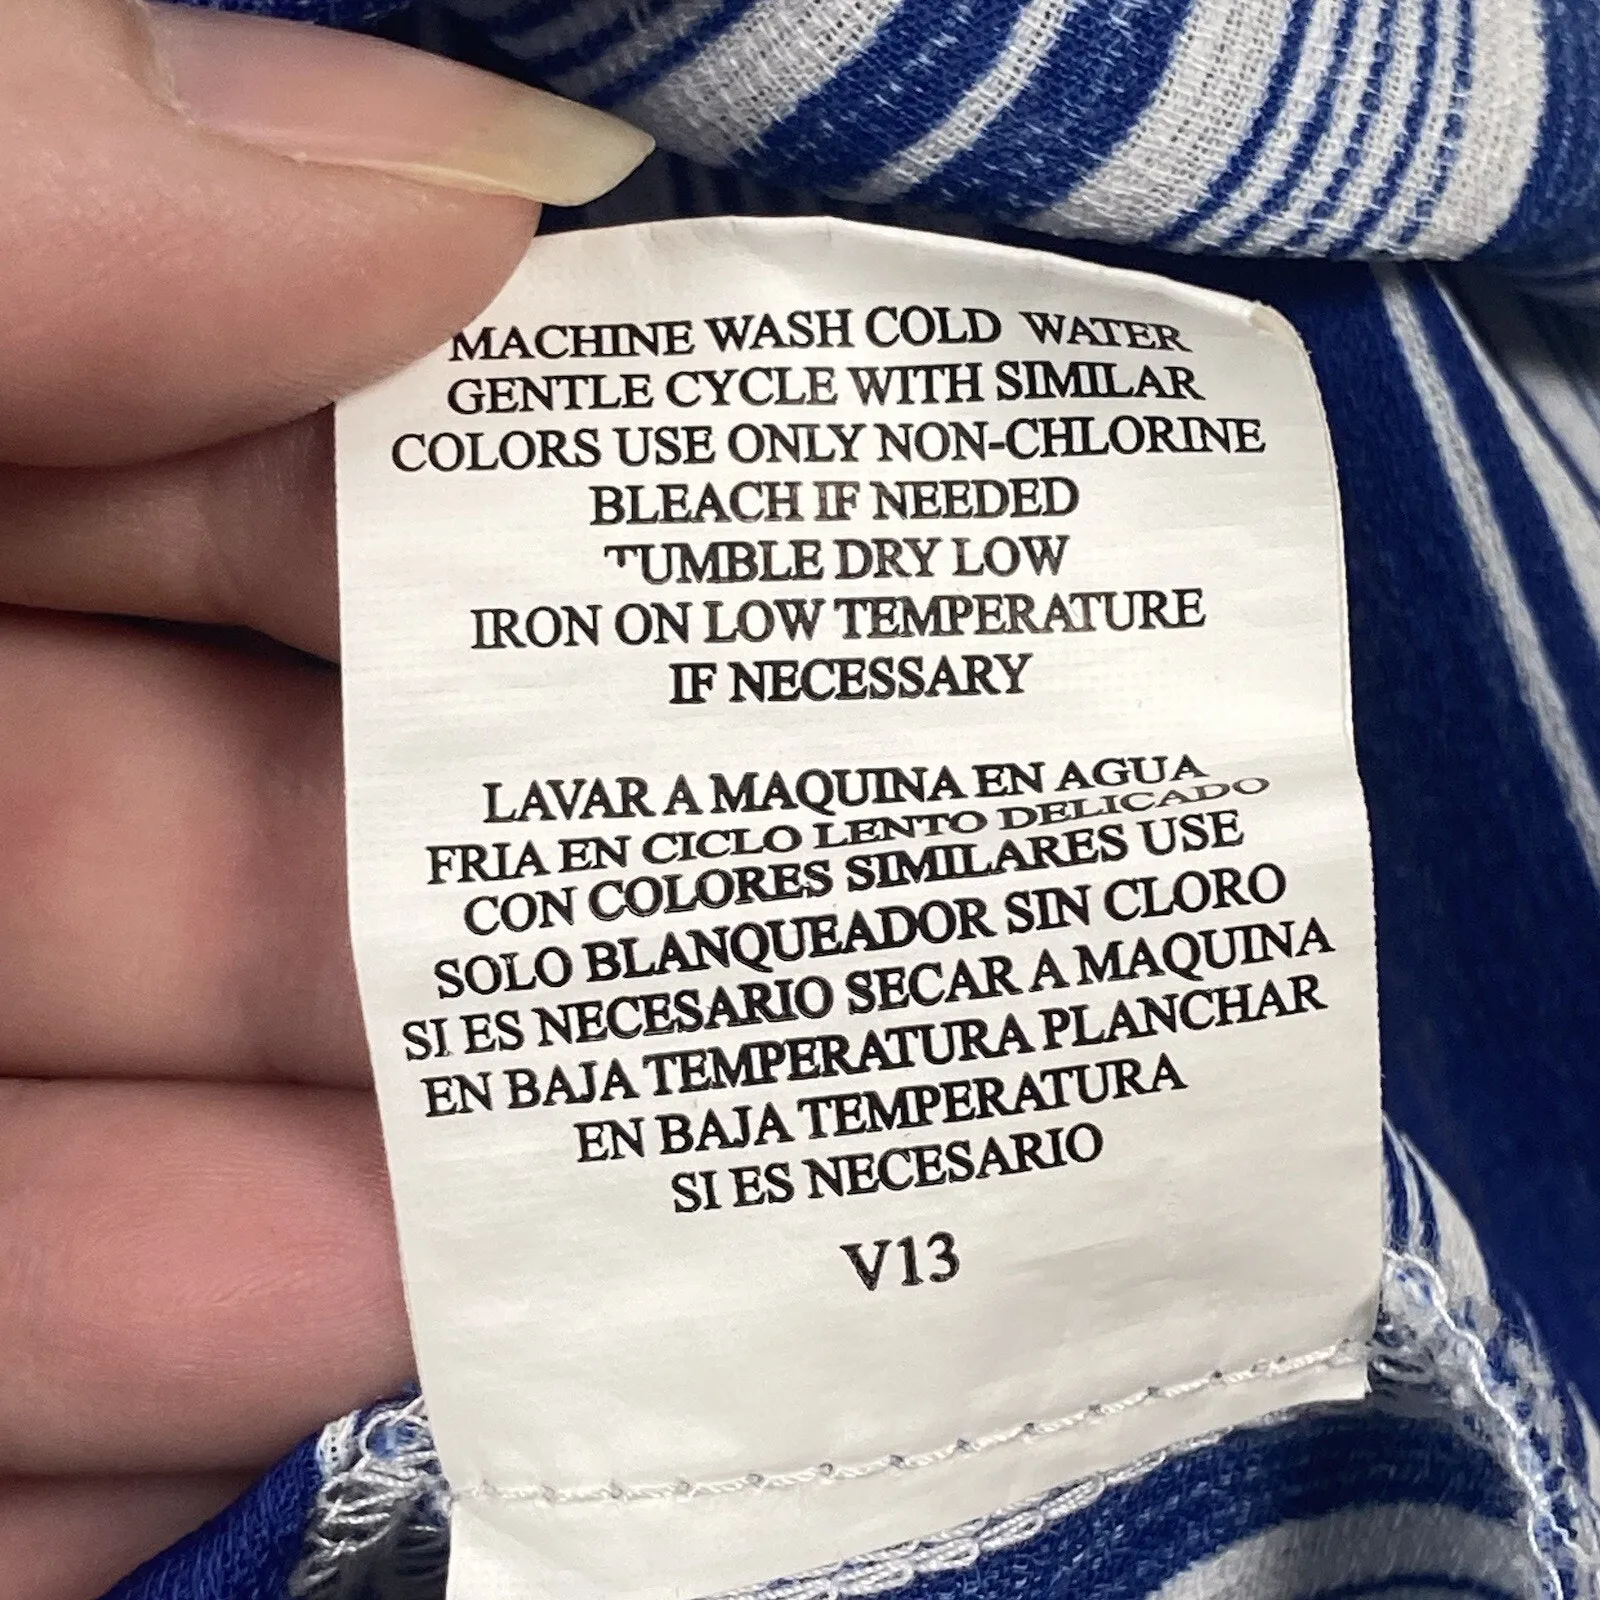 MACHINE WASH COLD WATER
GENTLE CYCLE WITH SIMILAR
COLORS USE ONLY NON-CHLORINE
BLEACH IF NEEDED
TUMBLE DRY LOW
IRON ON LOW TEMPERATURE
IF NECESSARY
LAVAR A MAQUINA EN AGUA
FRIA EN CICLO LENTO DELICADO
CON COLORES SIMILARES USE
SOLO BLANQUEADOR SIN CLORO
SI ES NECESARIO SECAR A MAQUINA
EN BAJA TEMPERATURA PLANCHAR
EN BAJA TEMPERATURA
SI ES NECESARIO
V13